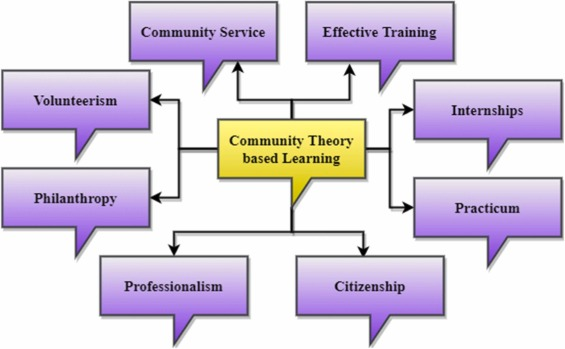 Community Service
Effective Training
Volunteerism
Internships
Community Theory
based Learning
Philanthropy
Practicum
Professionalism
Citizenship